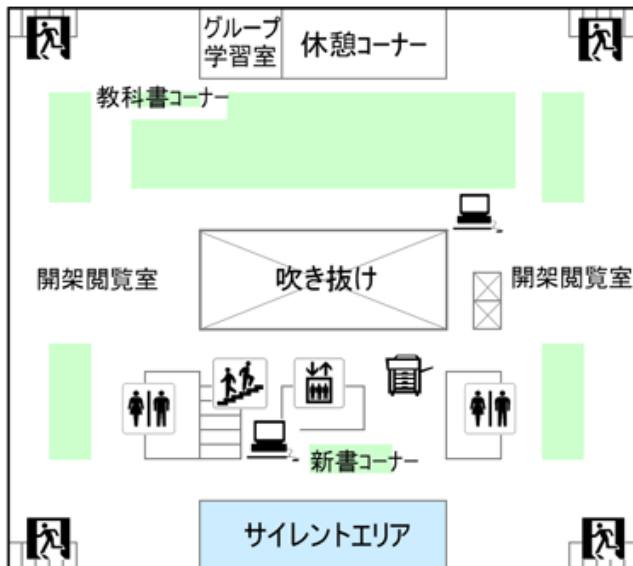 グループ
学習室
休憩コーナー
教科書コーナー
開架閲覧室
吹き抜け
開架閲覧室
新書コーナー
サイレントエリア